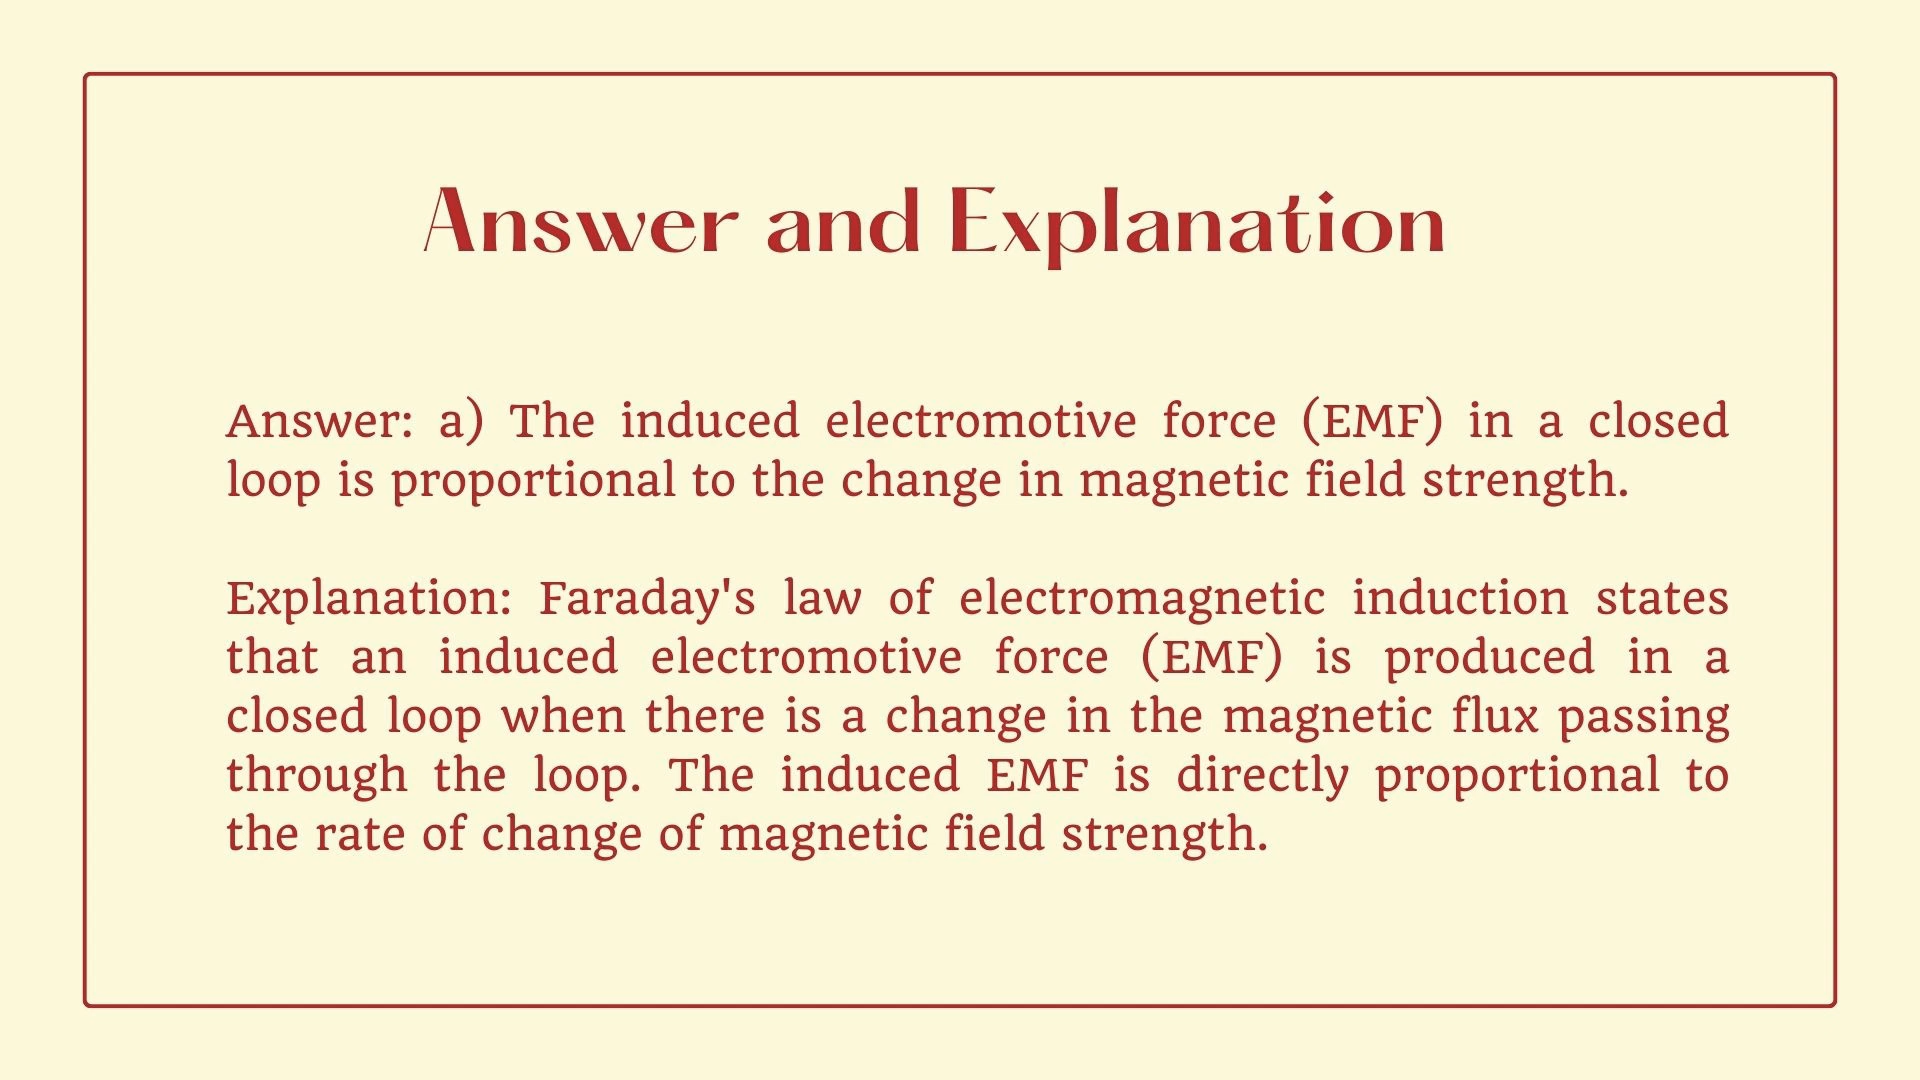 Answer and Explanation
Answer: a) The induced electromotive force (EMF) in a closed
loop is proportional to the change in magnetic field strength.
Explanation: Faraday's law of electromagnetic induction states
that an induced electromotive force (EMF) is produced in a
closed loop when there is a change in the magnetic flux passing
through the loop. The induced EMF is directly proportional to
the rate of change of magnetic field strength.